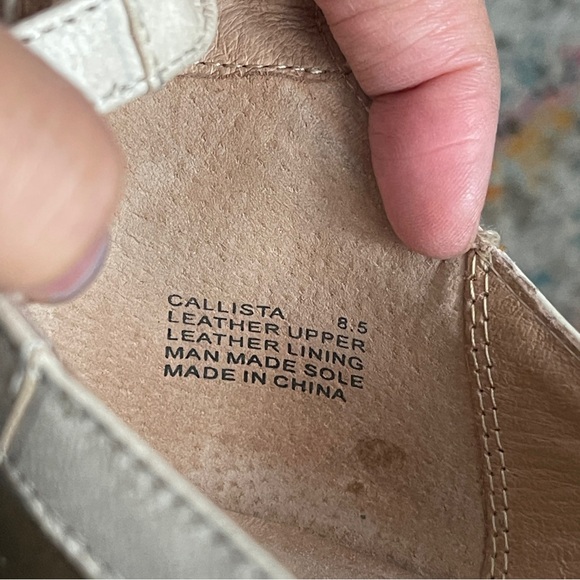 CALLISTA 8.5
LEATHER UPPER
LEATHER LINING
MAN MADE SOLE
MADE IN CHINA